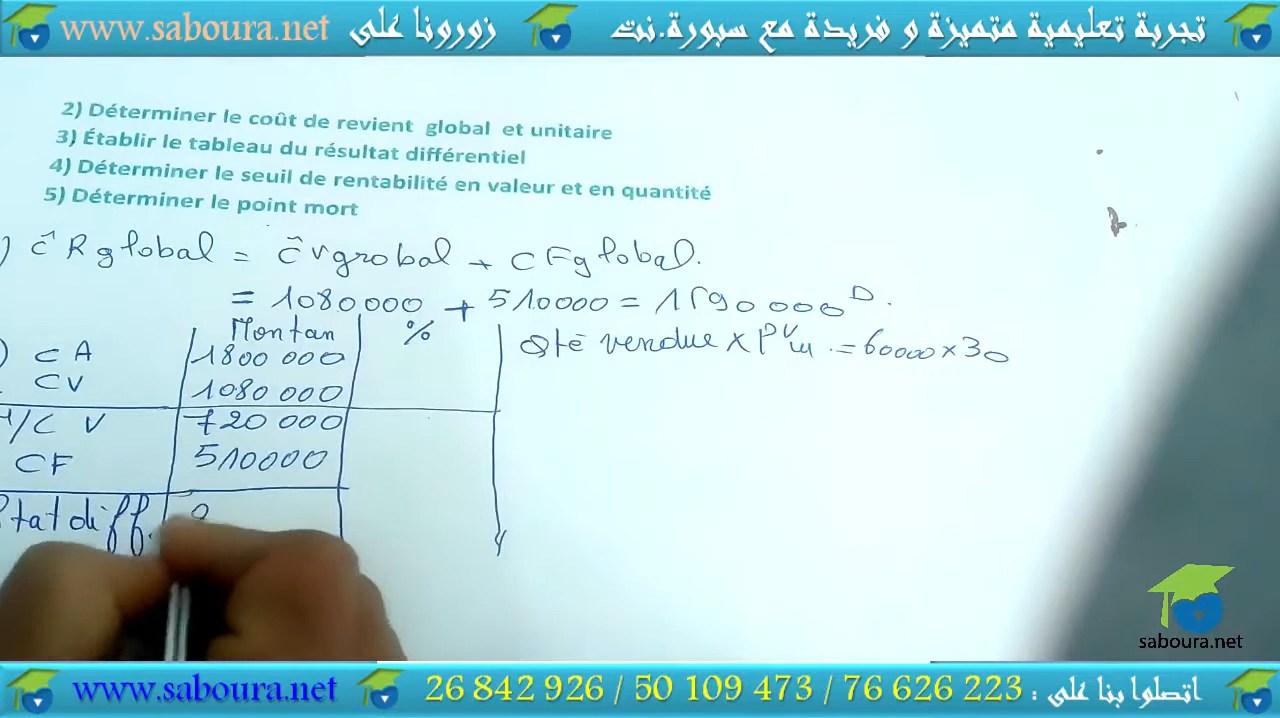 www.saboura.net زورونا على
تجربة تعليمية متميزة و فريدة مع سبورة.نت
2) Déterminer le coût de revient global et unitaire
3) Établir le tableau du résultat différentiel
4) Déterminer le seuil de rentabilité en valeur et en quantité
5) Déterminer le point mort
) ĉRglobal = ĉvgrobal + CFglobal.
= 1080000 + 510000 = 1590000 D.
Montan %
) CA 1800 000 Qté vendue x PVu. = 60000 x 30
CV 1080 000
/C V 720 000
CF 510000
tat diff.
saboura.net
www.saboura.net 26 842 926 / 50 109 473 / 76 626 223 : اتصلوا بنا على